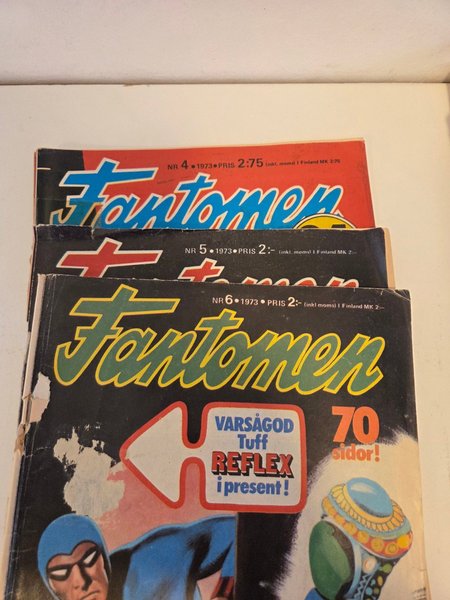 NR 4 • 1973 • PRIS 2:75 (inkl. moms) I Finland MK 2:75
Fantomen
NR 5 • 1973 • PRIS 2:- (inkl moms) I Finland MK 2:-
Fantomen
NR 6 • 1973 • PRIS 2:- (inkl moms) I Finland MK 2:-
Fantomen
VARSÅGOD
Tuff
REFLEX
i present!
70
sidor!